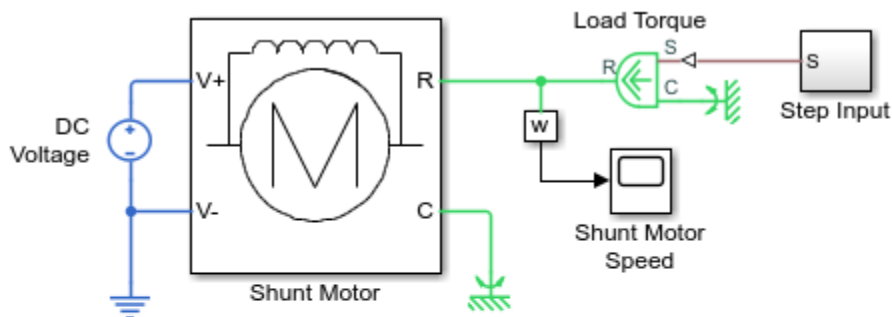 Load Torque
S
R
C
S
Step Input
V+
R
DC
Voltage
+
-
M
w
V-
C
Shunt Motor
Shunt Motor
Speed